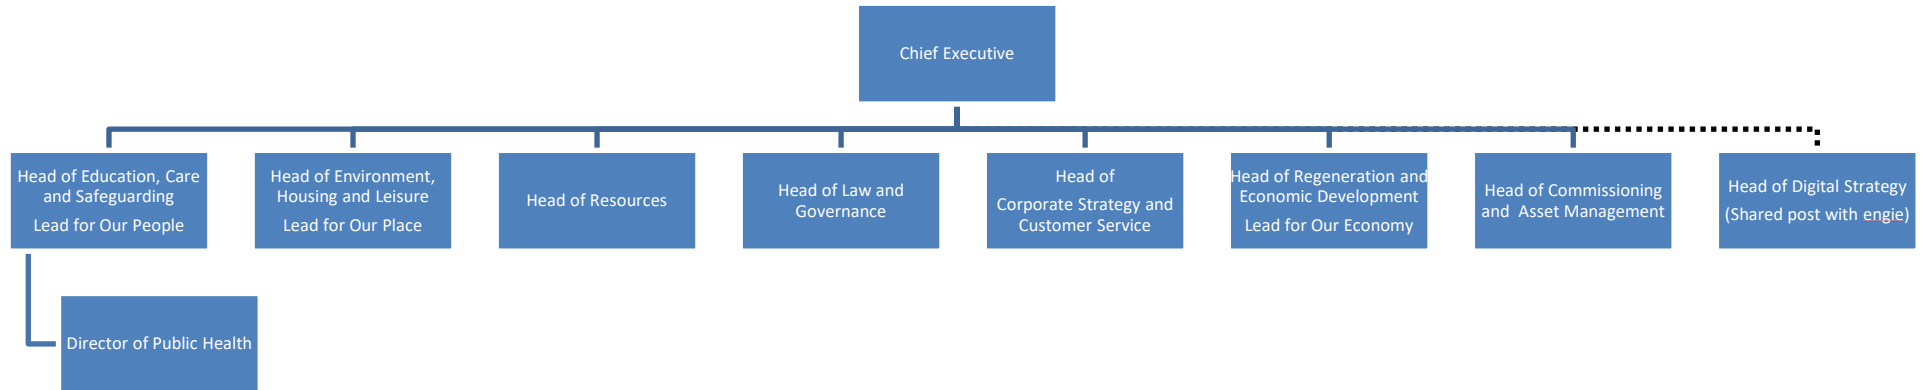 Chief Executive
Head of Education, Care
and Safeguarding
Lead for Our People
Head of Environment,
Housing and Leisure
Lead for Our Place
Head of Resources
Head of Law and
Governance
Head of
Corporate Strategy and
Customer Service
Head of Regeneration and
Economic Development
Lead for Our Economy
Head of Commissioning
and  Asset Management
Head of Digital Strategy
(Shared post with engie)
Director of Public Health